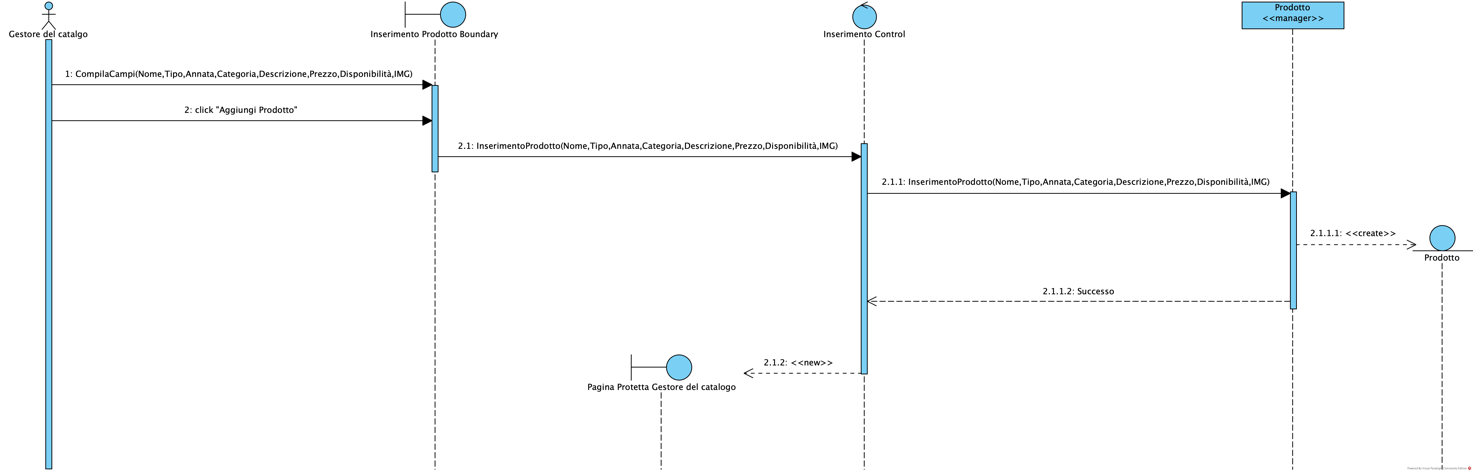 Gestore del catalgo
Inserimento Prodotto Boundary
Inserimento Control
Prodotto
<<manager>>
1: CompilaCampi(Nome,Tipo,Annata,Categoria,Descrizione,Prezzo,Disponibilità,IMG)
2: click "Aggiungi Prodotto"
2.1: InserimentoProdotto(Nome,Tipo,Annata,Categoria,Descrizione,Prezzo,Disponibilità,IMG)
2.1.1: InserimentoProdotto(Nome,Tipo,Annata,Categoria,Descrizione,Prezzo,Disponibilità,IMG)
2.1.1.1: <<create>>
Prodotto
2.1.1.2: Successo
2.1.2: <<new>>
Pagina Protetta Gestore del catalogo